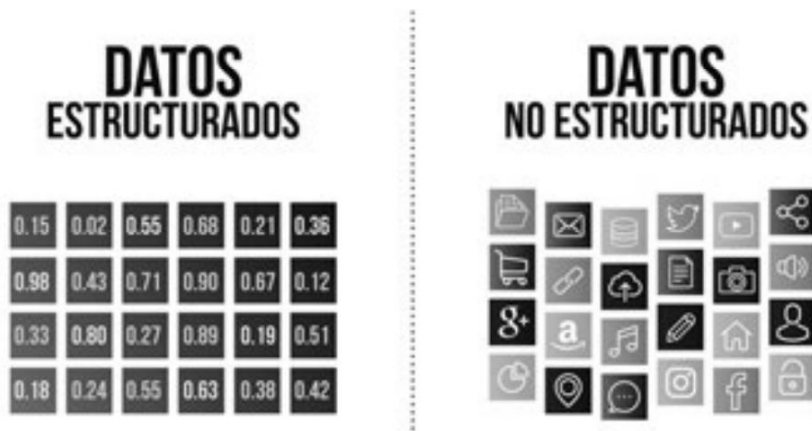 DATOS
ESTRUCTURADOS
0.15 0.02 0.55 0.68 0.21 0.36
0.98 0.43 0.71 0.90 0.67 0.12
0.33 0.80 0.27 0.89 0.19 0.51
0.18 0.24 0.55 0.63 0.38 0.42
DATOS
NO ESTRUCTURADOS
g+
a
f